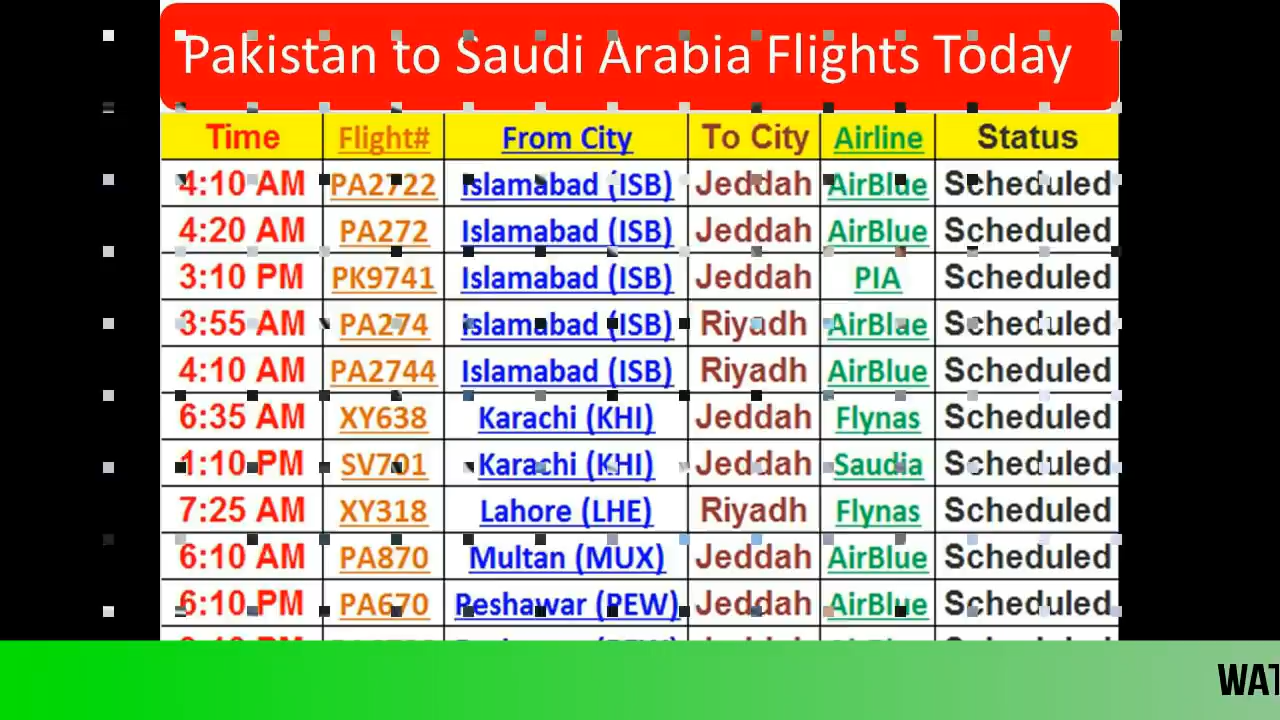 Pakistan to Saudi Arabia Flights Today
Time Flight# From City To City Airline Status
4:10 AM PA2722 Islamabad (ISB) Jeddah AirBlue Scheduled
4:20 AM PA272 Islamabad (ISB) Jeddah AirBlue Scheduled
3:10 PM PK9741 Islamabad (ISB) Jeddah PIA Scheduled
3:55 AM PA274 Islamabad (ISB) Riyadh AirBlue Scheduled
4:10 AM PA2744 Islamabad (ISB) Riyadh AirBlue Scheduled
6:35 AM XY638 Karachi (KHI) Jeddah Flynas Scheduled
1:10 PM SV701 Karachi (KHI) Jeddah Saudia Scheduled
7:25 AM XY318 Lahore (LHE) Riyadh Flynas Scheduled
6:10 AM PA870 Multan (MUX) Jeddah AirBlue Scheduled
6:10 PM PA670 Peshawar (PEW) Jeddah AirBlue Scheduled